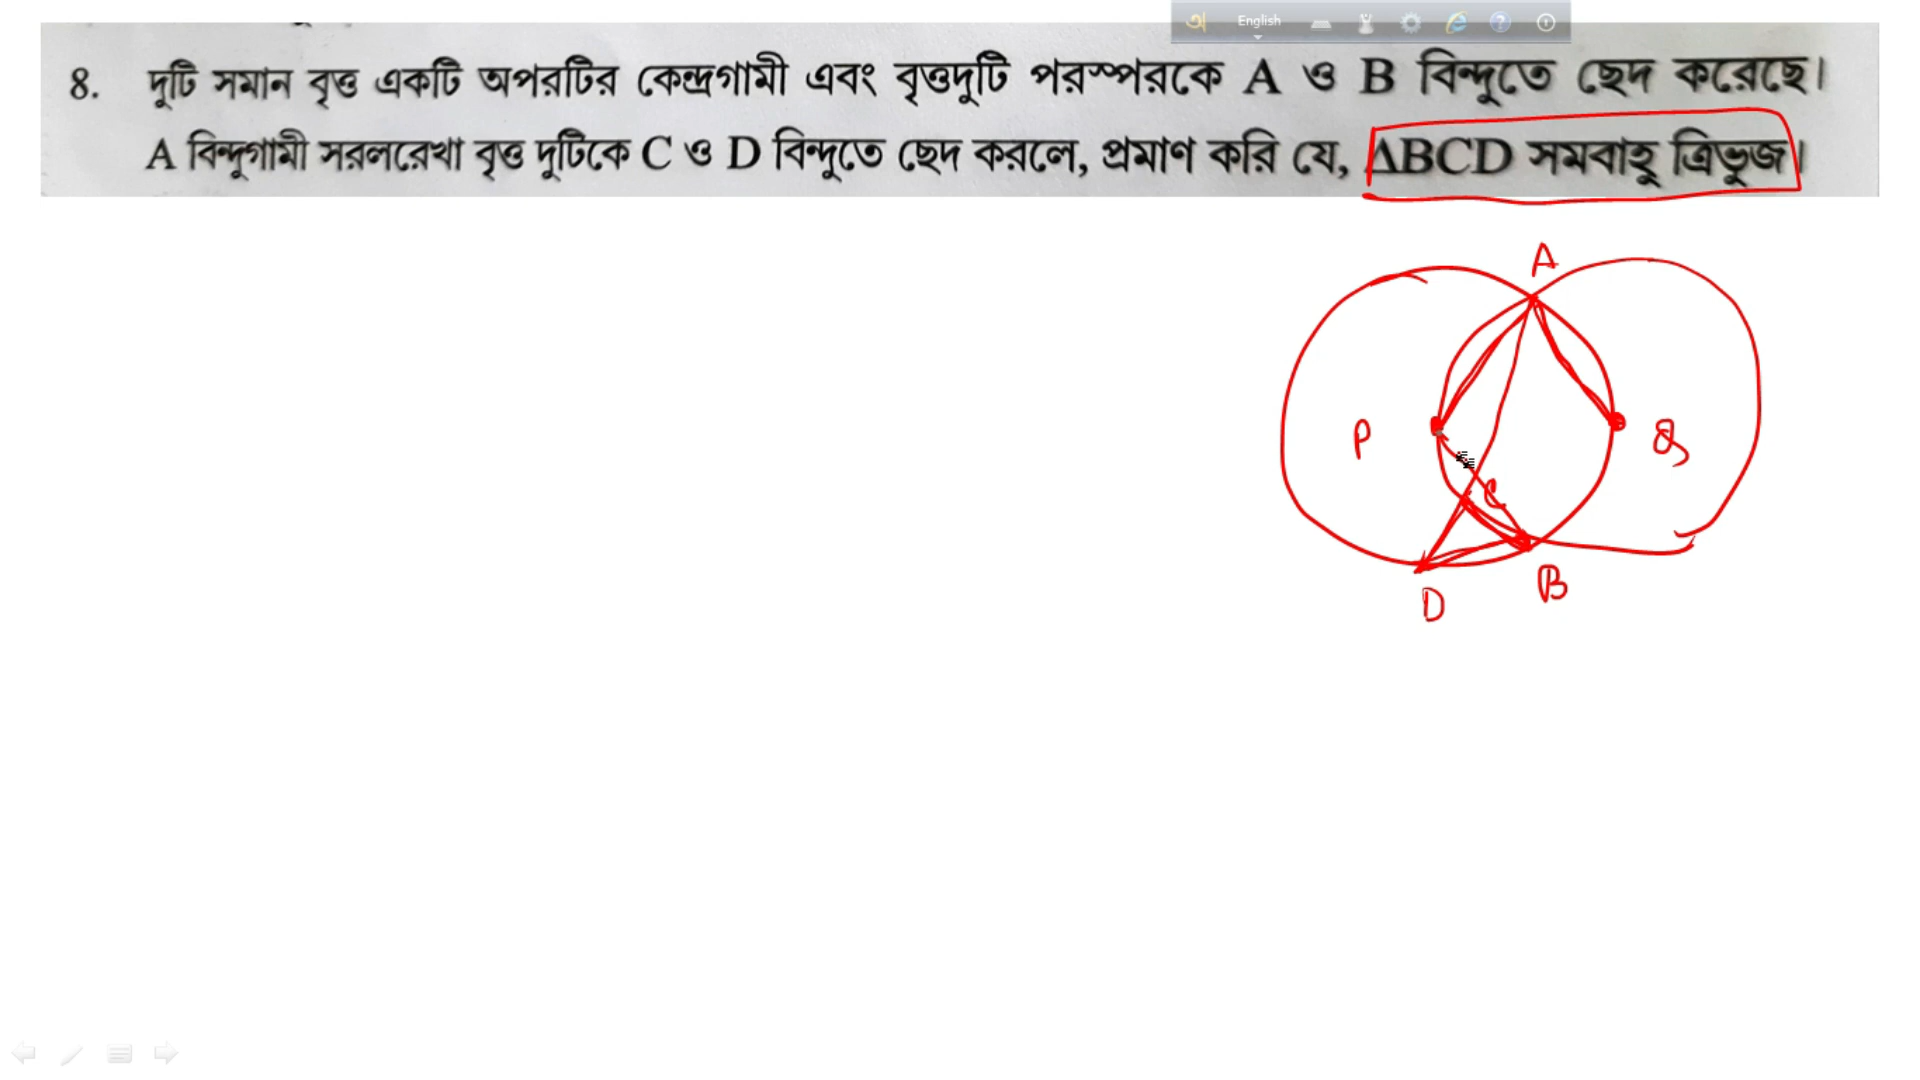 English
8. দুটি সমান বৃত্ত একটি অপরটির কেন্দ্রগামী এবং বৃত্তদুটি পরস্পরকে A ও B বিন্দুতে ছেদ করেছে।
A বিন্দুগামী সরলরেখা বৃত্ত দুটিকে C ও D বিন্দুতে ছেদ করলে, প্রমাণ করি যে, ΔBCD সমবাহু ত্রিভুজ।
A
P
Q
C
D
B